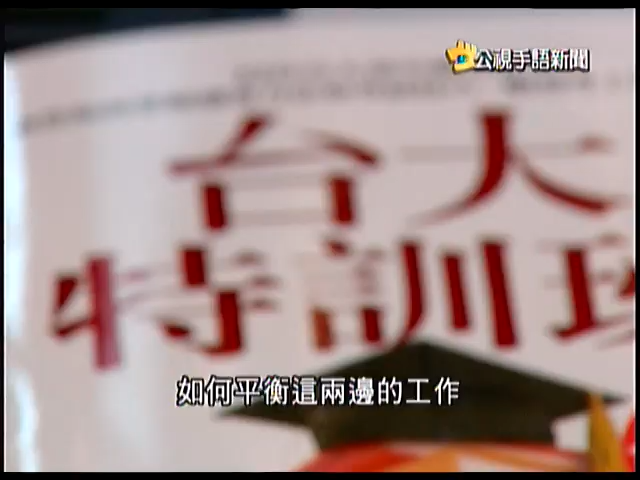 公視手語新聞
台大
特訓班
如何平衡這兩邊的工作